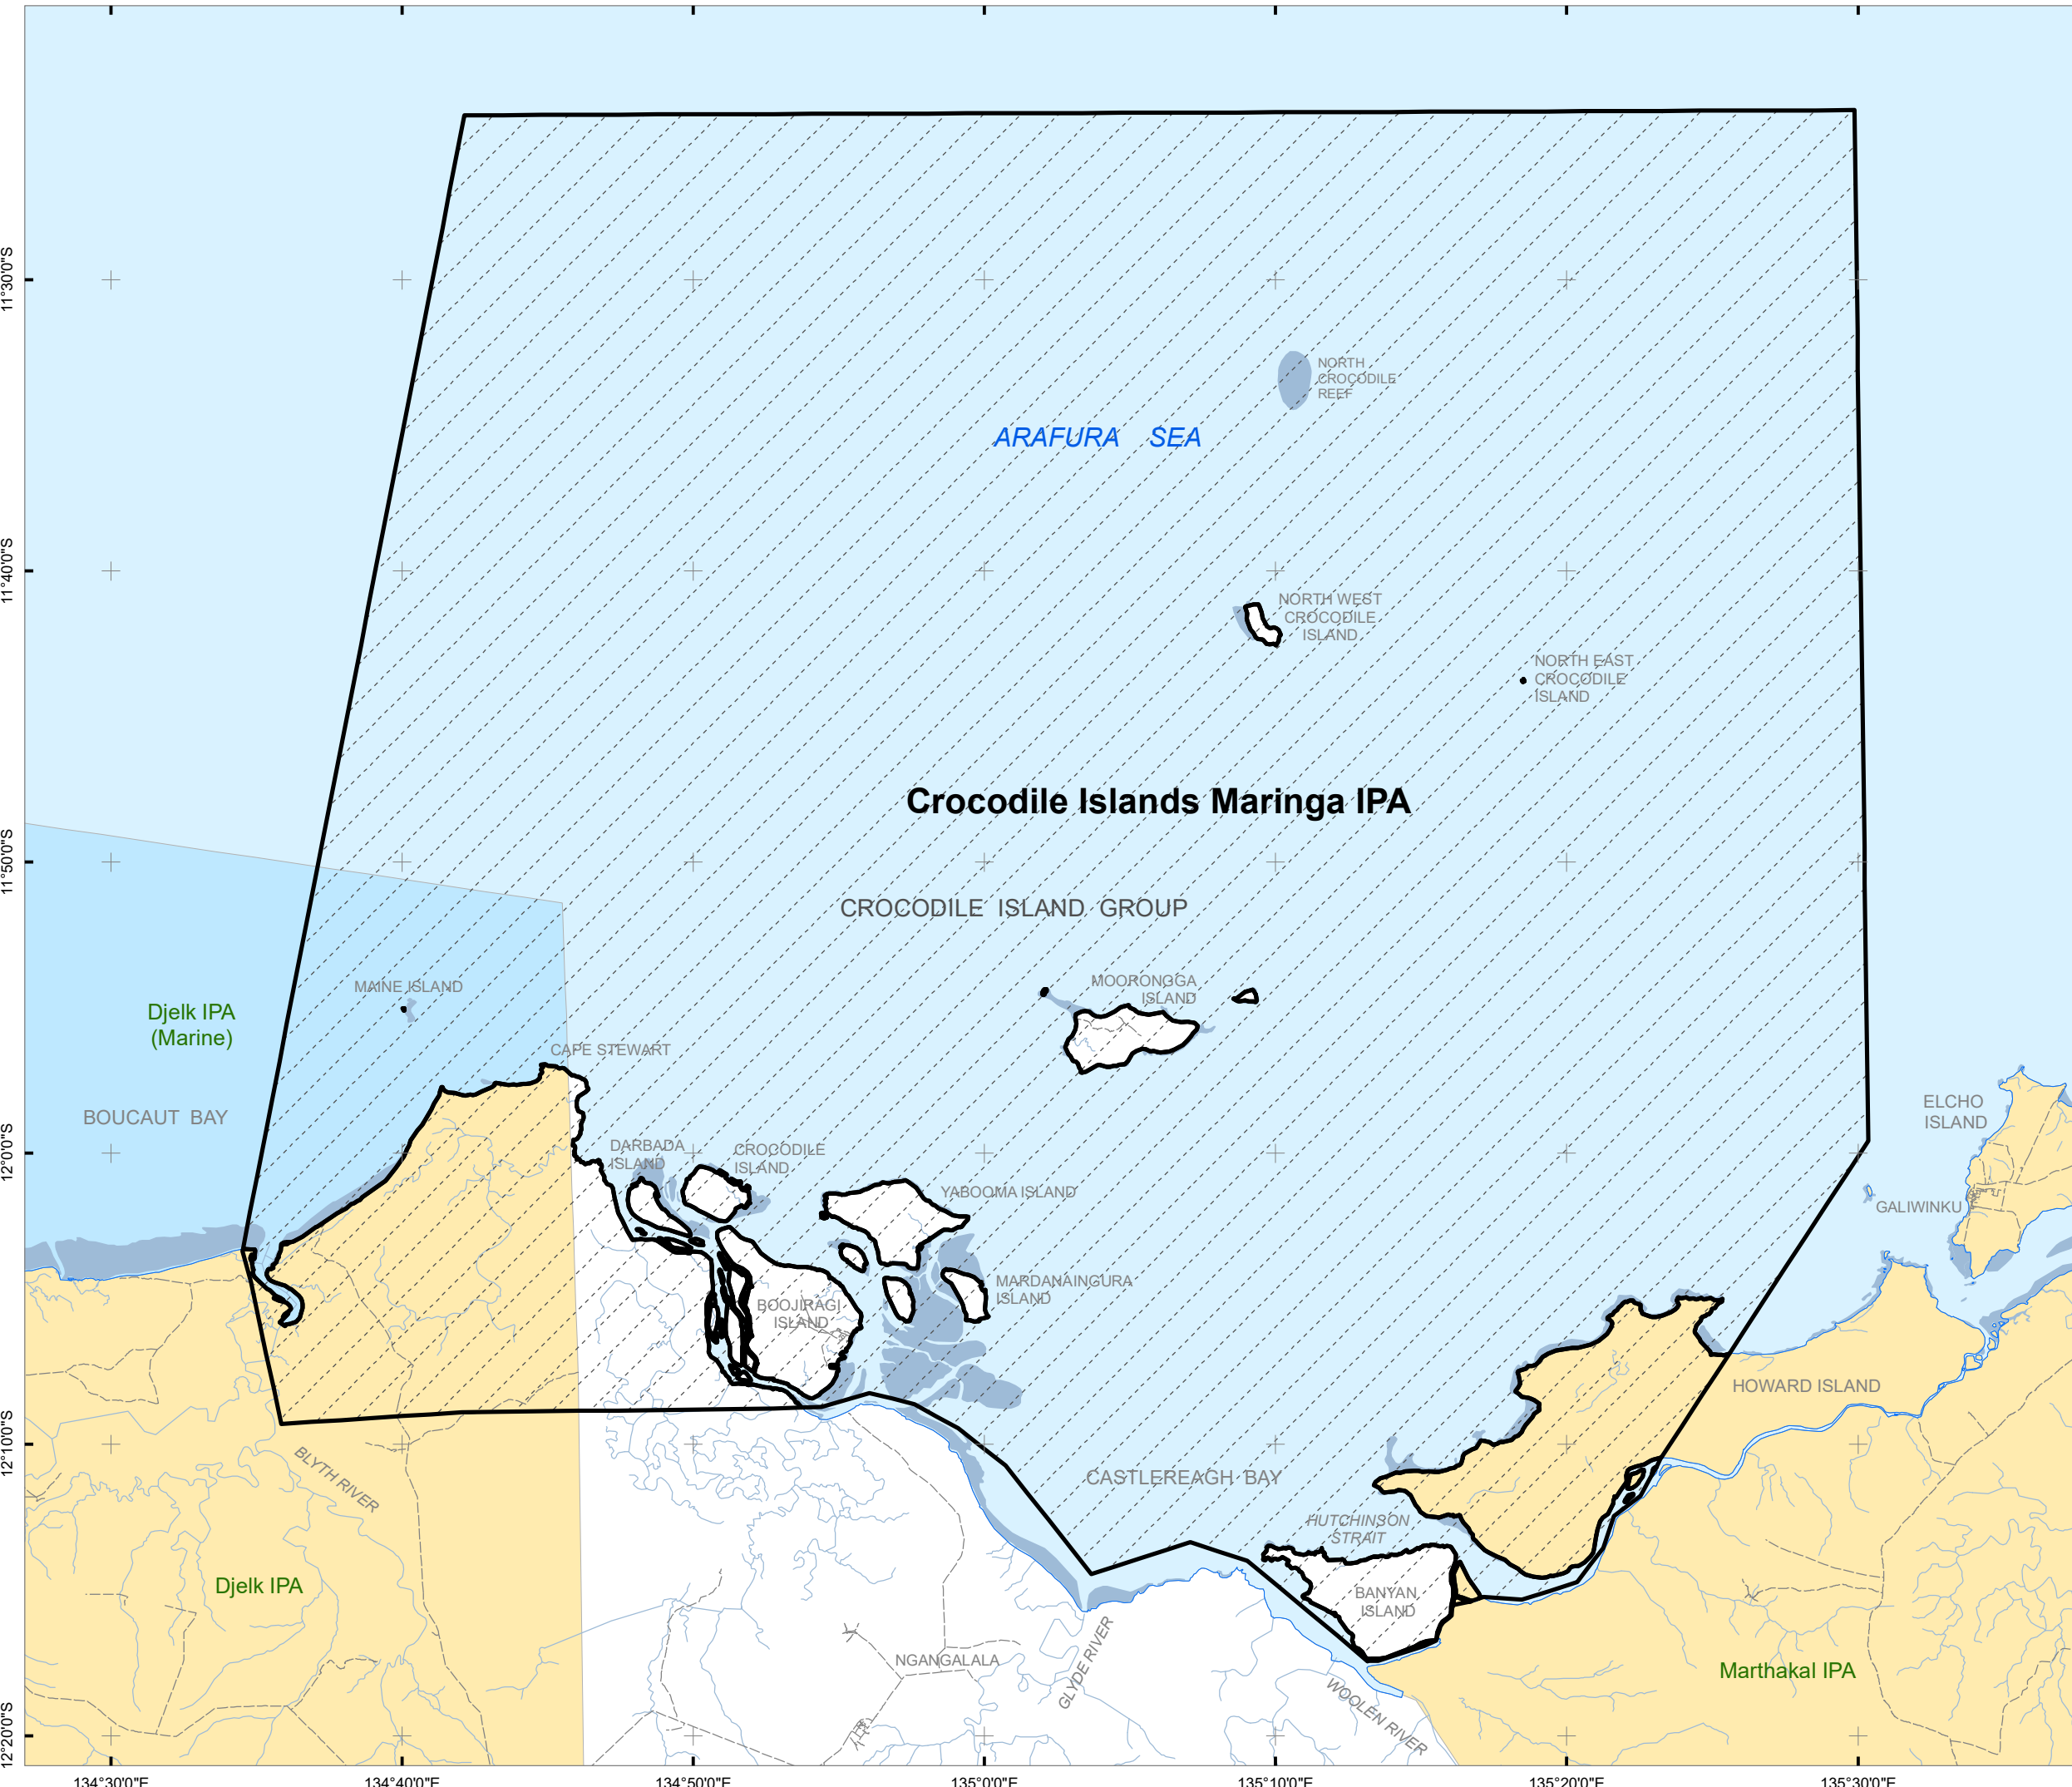 NORTH
CROCODILE
REEF
ARAFURA SEA
NORTH WEST
CROCODILE
ISLAND
NORTH EAST
CROCODILE
ISLAND
Crocodile Islands Maringa IPA
CROCODILE ISLAND GROUP
MAINE ISLAND
MOORONGGA
ISLAND
Djelk IPA
(Marine)
CAPE STEWART
BOUCAUT BAY
ELCHO
ISLAND
DARBADA
ISLAND
CROCODILE
ISLAND
YABOOMA ISLAND
GALIWINKU
MARDANAINGURA
ISLAND
BOOJIRAGI
ISLAND
HOWARD ISLAND
BLYTH RIVER
CASTLEREAGH BAY
HUTCHINSON
STRAIT
Djelk IPA
BANYAN
ISLAND
NGANGALALA
GLYDE RIVER
WOOLEN RIVER
Marthakal IPA
11°30'0"S
11°40'0"S
11°50'0"S
12°0'0"S
12°10'0"S
12°20'0"S
134°30'0"E
134°40'0"E
134°50'0"E
135°0'0"E
135°10'0"E
135°20'0"E
135°30'0"E